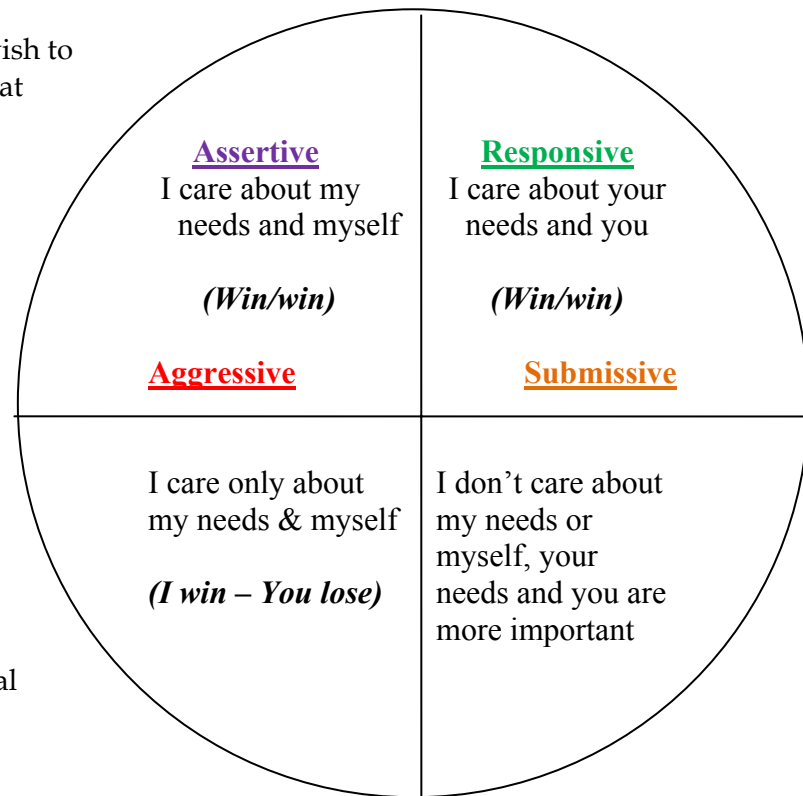 ish to
at
Assertive
I care about my
needs and myself
(Win/win)
Responsive
I care about your
needs and you
(Win/win)
Aggressive
I care only about
my needs & myself
(I win – You lose)
Submissive
I don’t care about
my needs or
myself, your
needs and you are
more important
al